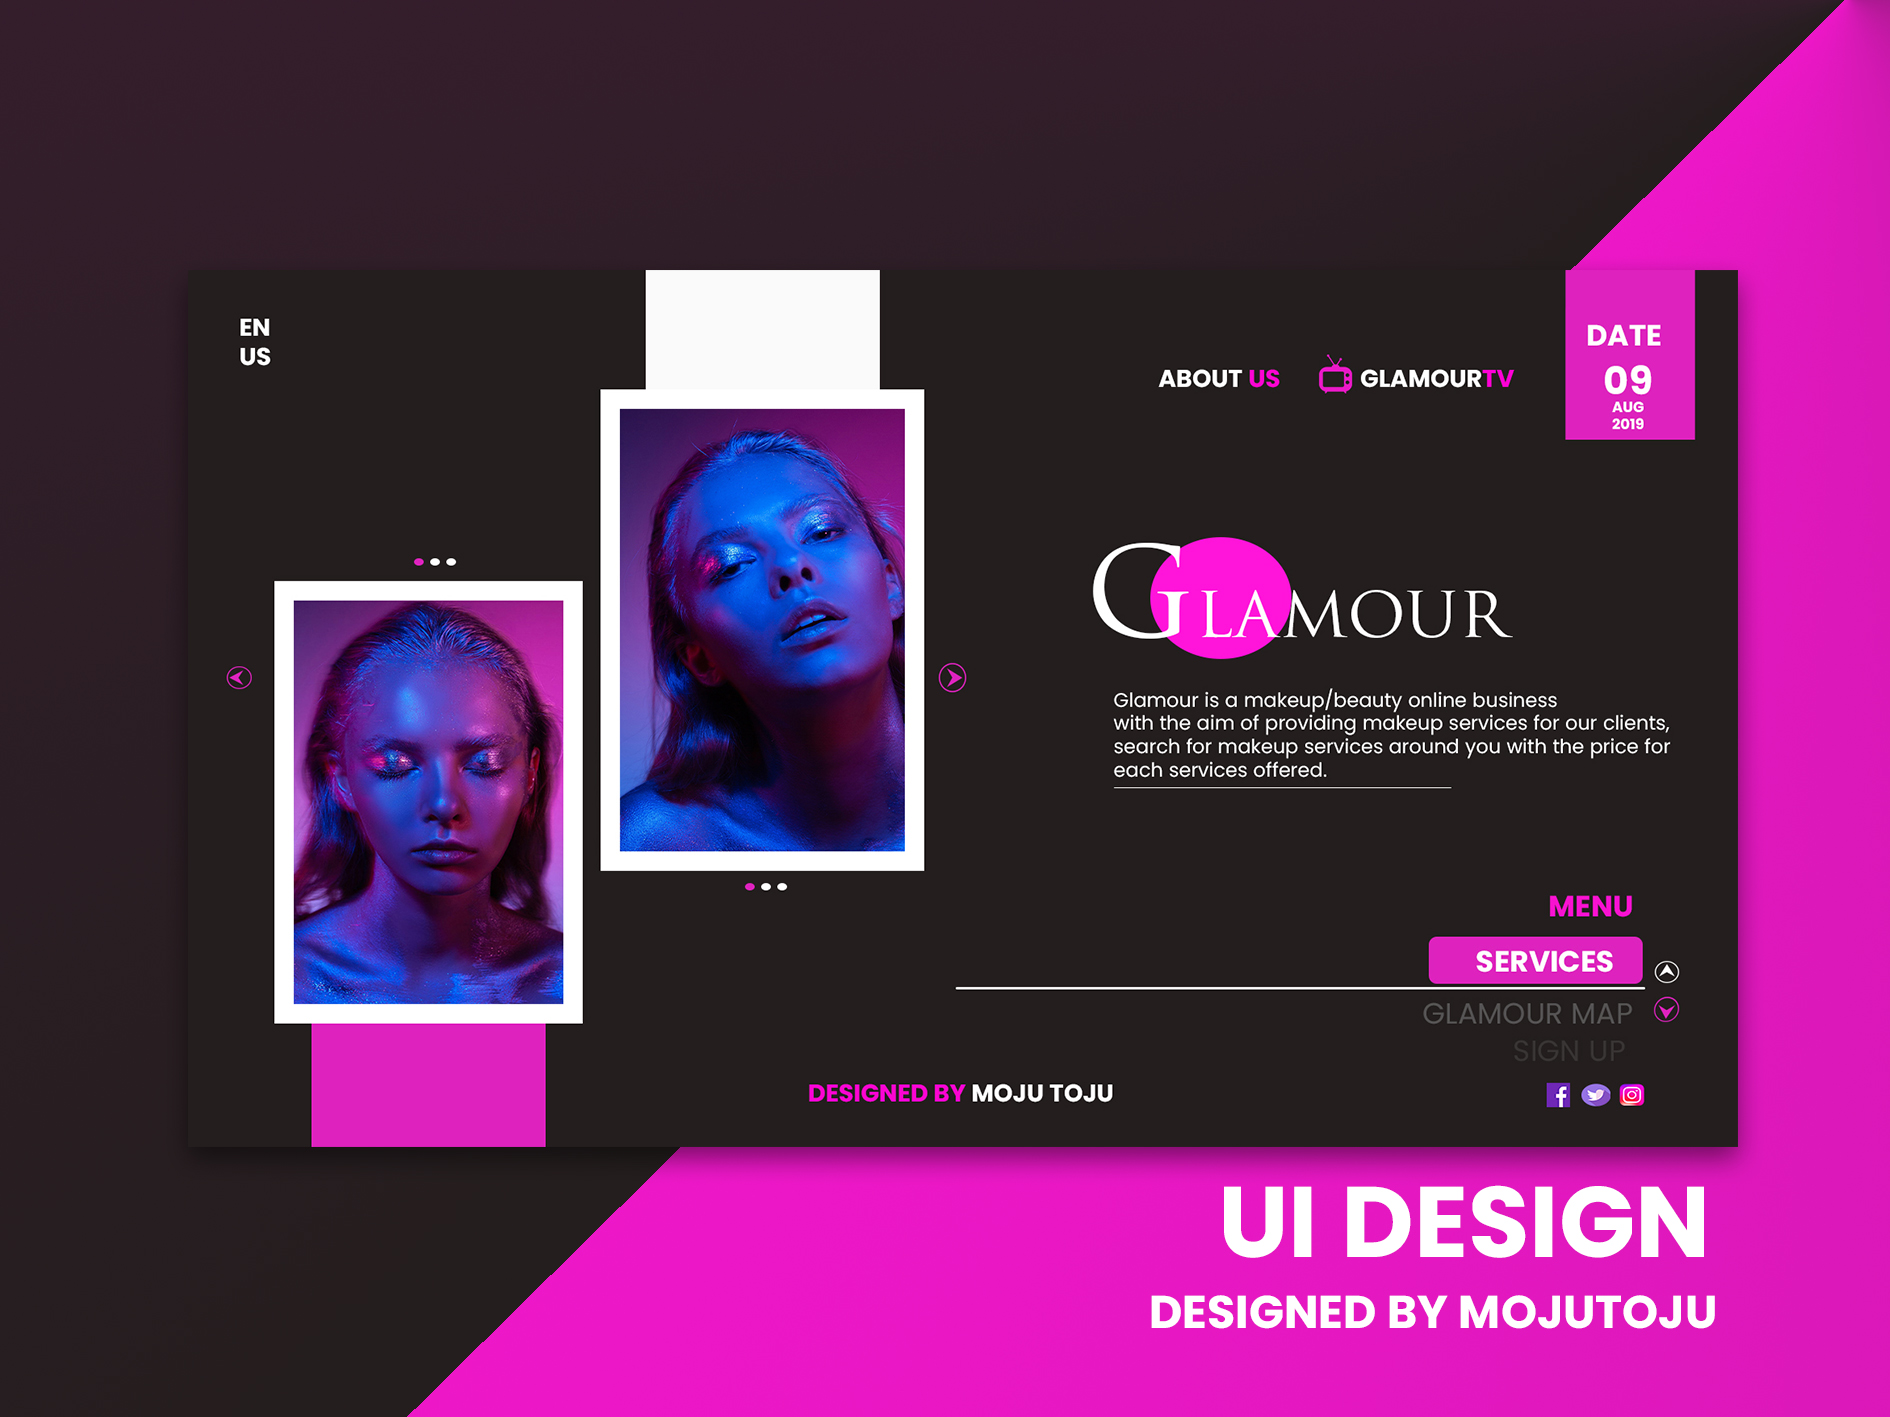 EN
US
ABOUT US
GLAMOURTV
DATE
09
AUG
2019
GLAMOUR
Glamour is a makeup/beauty online business
with the aim of providing makeup services for our clients,
search for makeup services around you with the price for
each services offered.
MENU
SERVICES
GLAMOUR MAP
SIGN UP
DESIGNED BY MOJU TOJU
UI DESIGN
DESIGNED BY MOJUTOJU